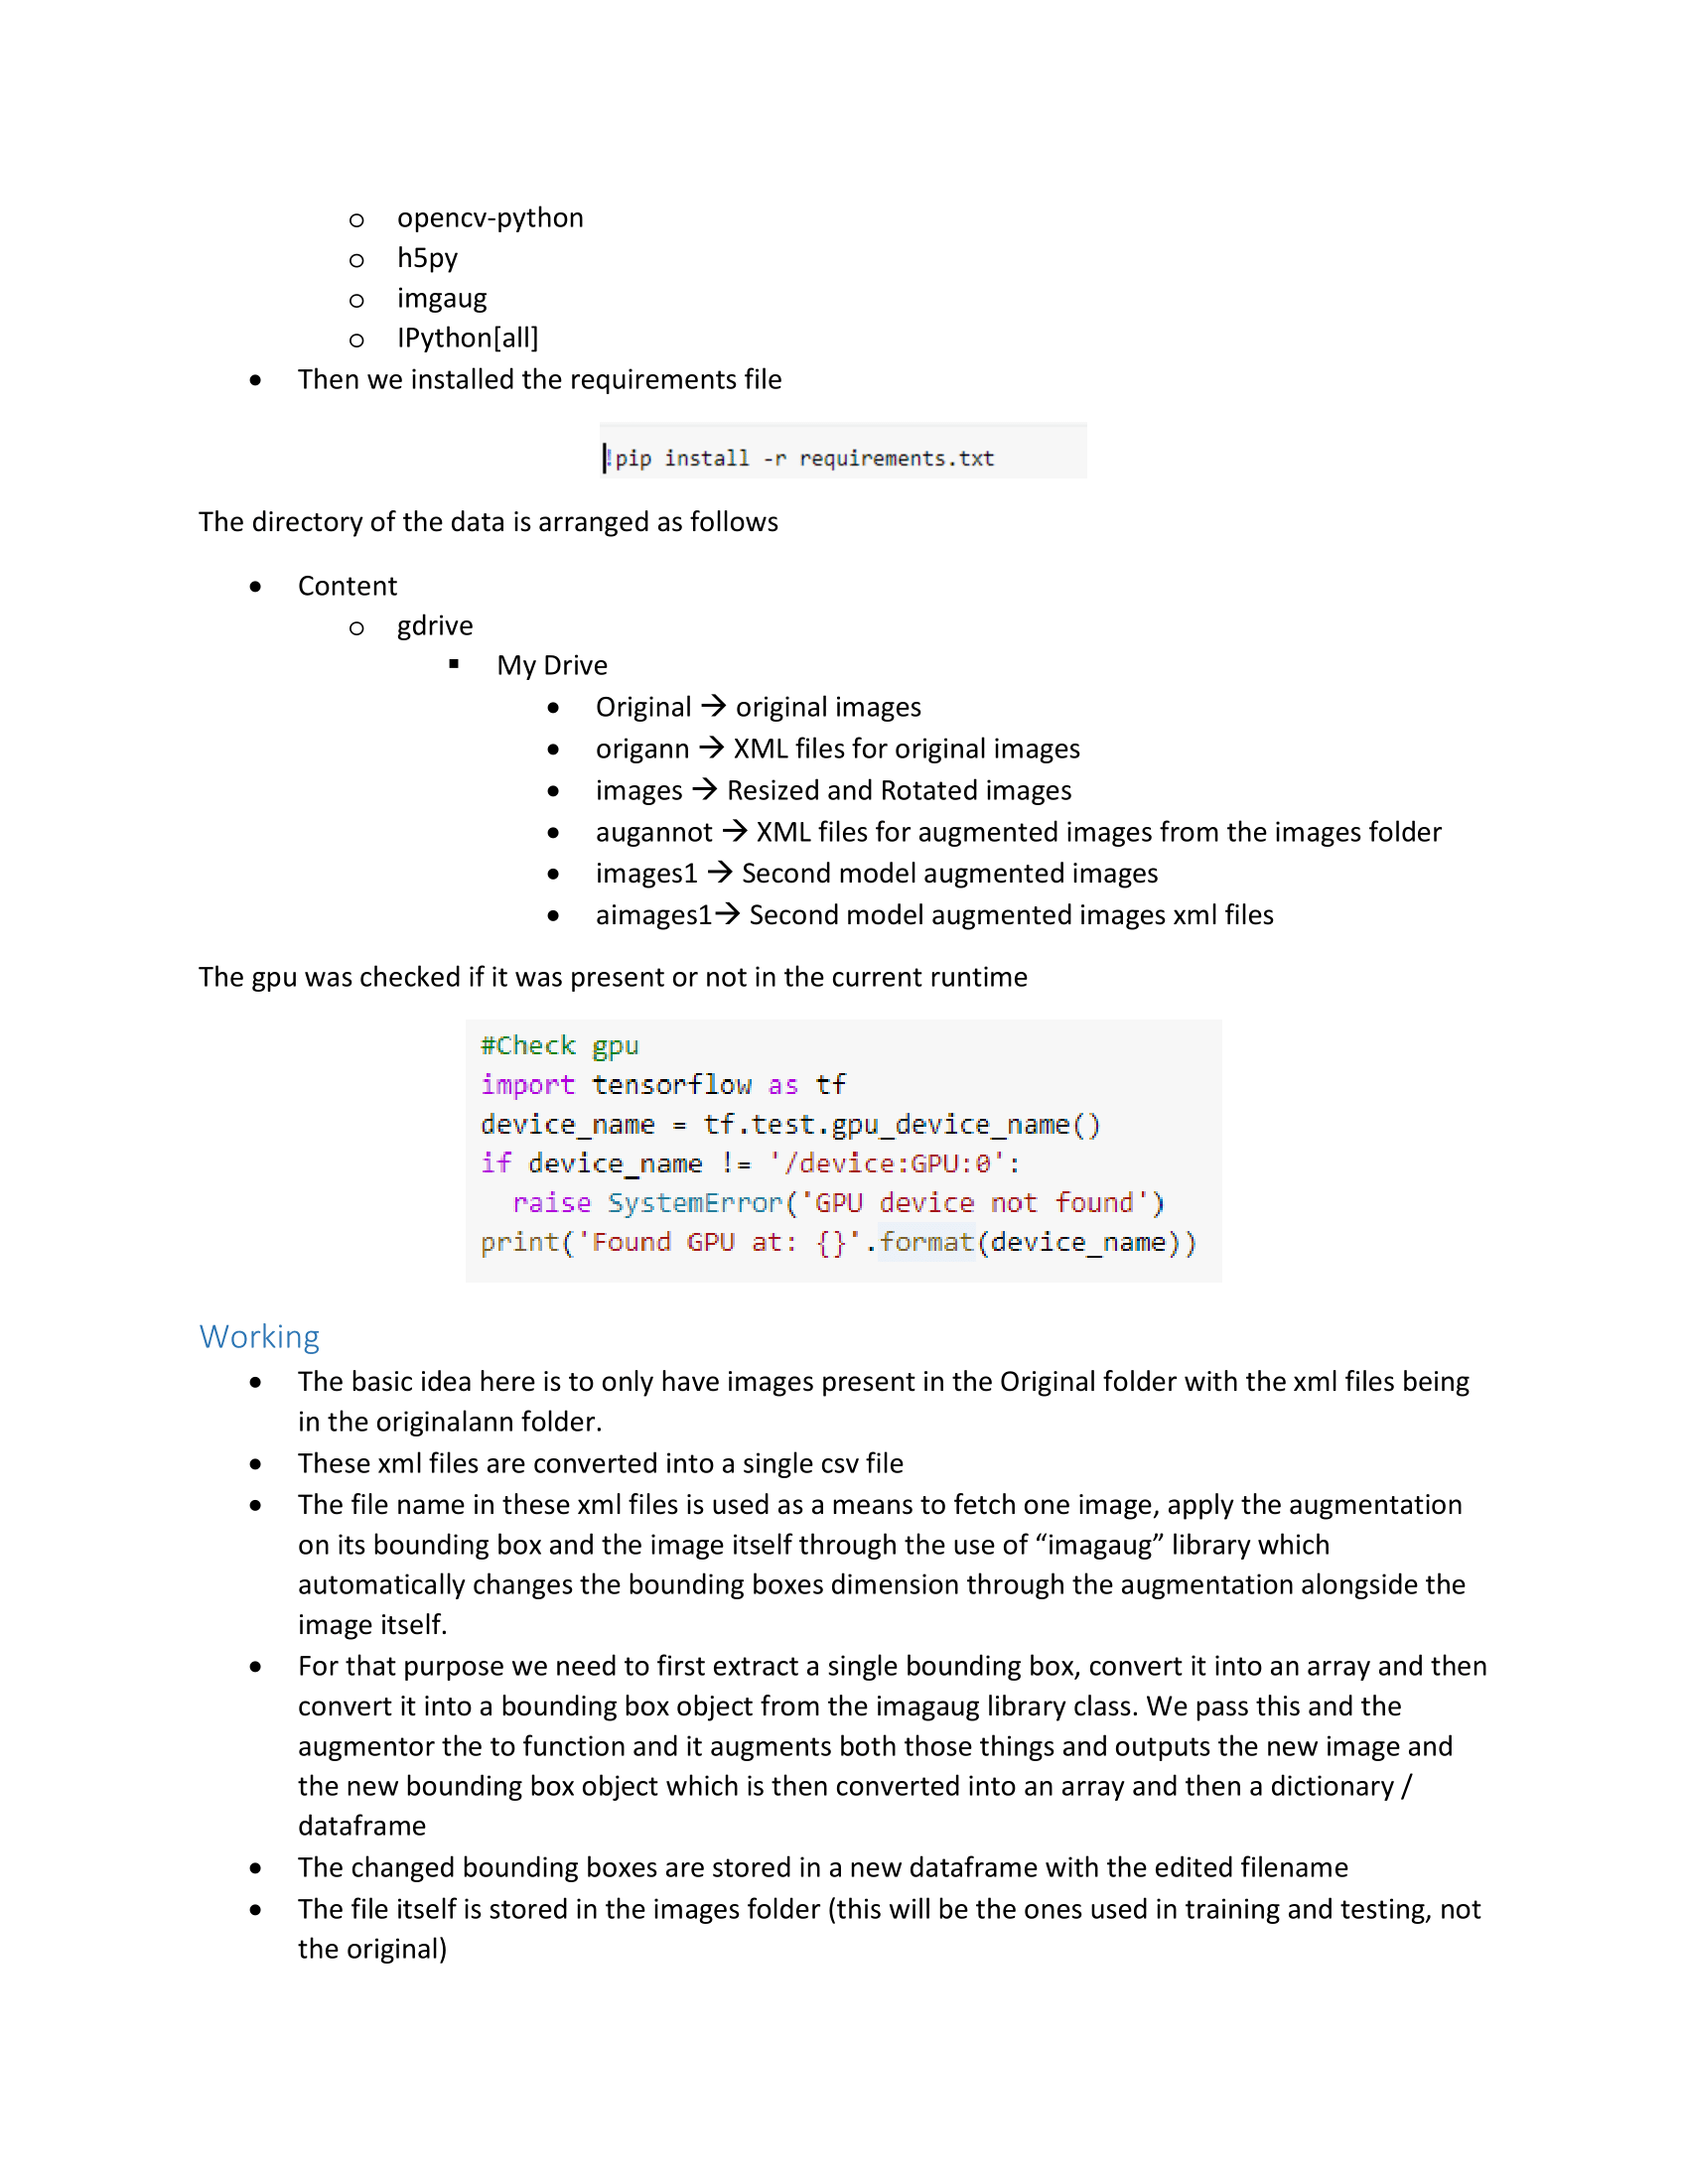 o opencv-python
o h5py
o imgaug
o IPython[all]
• Then we installed the requirements file
!pip install -r requirements.txt
The directory of the data is arranged as follows
• Content
o gdrive
▪ My Drive
• Original → original images
• origann → XML files for original images
• images → Resized and Rotated images
• augannot → XML files for augmented images from the images folder
• images1 → Second model augmented images
• aimages1→ Second model augmented images xml files
The gpu was checked if it was present or not in the current runtime
#Check gpu
import tensorflow as tf
device_name = tf.test.gpu_device_name()
if device_name != '/device:GPU:0':
  raise SystemError('GPU device not found')
print('Found GPU at: {}'.format(device_name))
Working
• The basic idea here is to only have images present in the Original folder with the xml files being
in the originalann folder.
• These xml files are converted into a single csv file
• The file name in these xml files is used as a means to fetch one image, apply the augmentation
on its bounding box and the image itself through the use of “imagaug” library which
automatically changes the bounding boxes dimension through the augmentation alongside the
image itself.
• For that purpose we need to first extract a single bounding box, convert it into an array and then
convert it into a bounding box object from the imagaug library class. We pass this and the
augmentor the to function and it augments both those things and outputs the new image and
the new bounding box object which is then converted into an array and then a dictionary /
dataframe
• The changed bounding boxes are stored in a new dataframe with the edited filename
• The file itself is stored in the images folder (this will be the ones used in training and testing, not
the original)